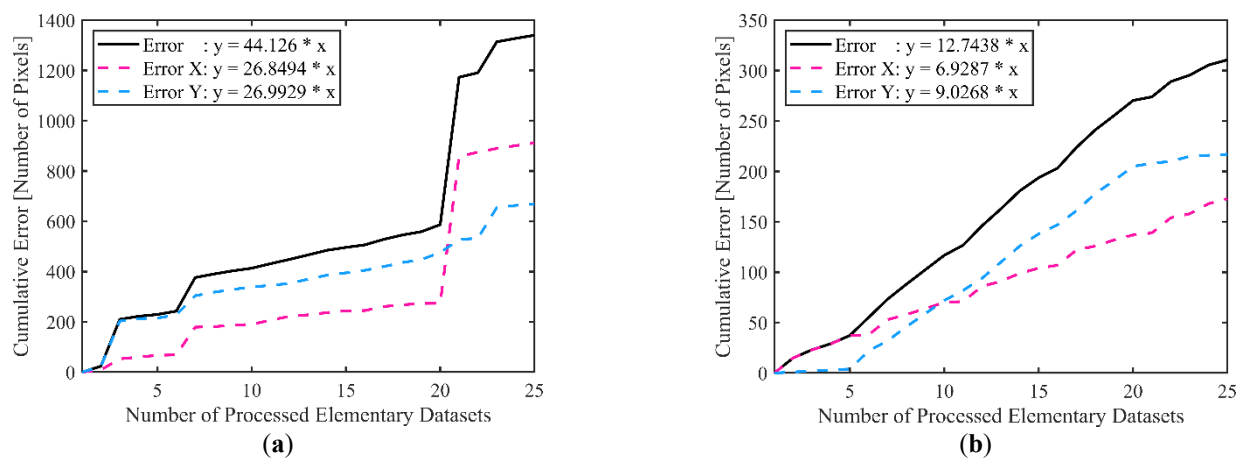 1400
1200
1000
800
600
400
200
0
Cumulative Error [Number of Pixels]
Error : y = 44.126 * x
Error X: y = 26.8494 * x
Error Y: y = 26.9929 * x
5 10 15 20 25
Number of Processed Elementary Datasets
(a)
350
300
250
200
150
100
50
0
Cumulative Error [Number of Pixels]
Error : y = 12.7438 * x
Error X: y = 6.9287 * x
Error Y: y = 9.0268 * x
5 10 15 20 25
Number of Processed Elementary Datasets
(b)